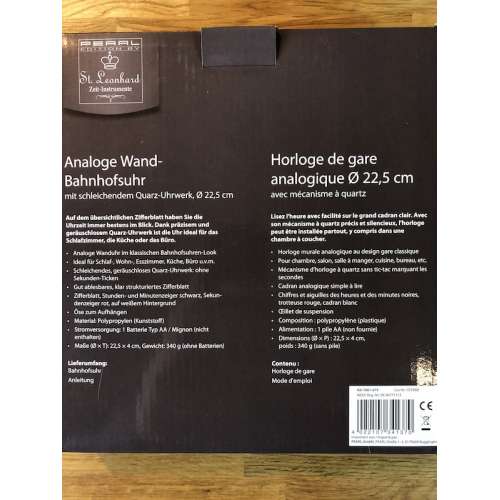 PEARL
EDITION BY
St. Leonhard
Zeit-Instrumente
Analoge Wand-
Bahnhofsuhr
mit schleichendem Quarz-Uhrwerk, Ø 22,5 cm
Auf dem übersichtlichen Zifferblatt haben Sie die
Uhrzeit immer bestens im Blick. Dank präzisem und
geräuschlosem Quarz-Uhrwerk ist die Uhr ideal für das
Schlafzimmer, die Küche oder das Büro.
• Analoge Wanduhr im klassischen Bahnhofsuhren-Look
• Ideal für Schlaf-, Wohn-, Esszimmer, Küche, Büro u.v.m.
• Schleichendes, geräuschloses Quarz-Uhrwerk: ohne
Sekunden-Ticken
• Gut ablesbares, klar strukturiertes Zifferblatt
• Zifferblatt, Stunden- und Minutenzeiger schwarz, Sekun-
denzeiger rot, auf weißem Hintergrund
• Öse zum Aufhängen
• Material: Polypropylen (Kunststoff)
• Stromversorgung: 1 Batterie Typ AA / Mignon (nicht
enthalten)
• Maße (Ø × T): 22,5 × 4 cm, Gewicht: 340 g (ohne Batterien)
Lieferumfang:
Bahnhofsuhr
Anleitung
Horloge de gare
analogique Ø 22,5 cm
avec mécanisme à quartz
Lisez l'heure avec facilité sur le grand cadran clair. Avec
son mécanisme à quartz précis et silencieux, l'horloge
peut être installée partout, y compris dans une
chambre à coucher.
• Horloge murale analogique au design gare classique
• Pour chambre, salon, salle à manger, cuisine, bureau, etc.
• Mécanisme d'horloge à quartz sans tic-tac marquant les
secondes
• Cadran analogique simple à lire
• Chiffres et aiguilles des heures et des minutes noires,
trotteuse rouge, cadran blanc
• Œillet de suspension
• Composition : polypropylène (plastique)
• Alimentation : 1 pile AA (non fournie)
• Dimensions (Ø × P) : 22,5 × 4 cm,
poids : 340 g (sans pile)
Contenu :
Horloge de gare
Mode d'emploi
CE